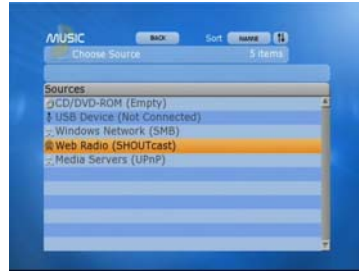 MUSIC BACK Sort NAME
Choose Source 5 items
Sources
CD/DVD-ROM (Empty)
USB Device (Not Connected)
Windows Network (SMB)
Web Radio (SHOUTcast)
Media Servers (UPnP)